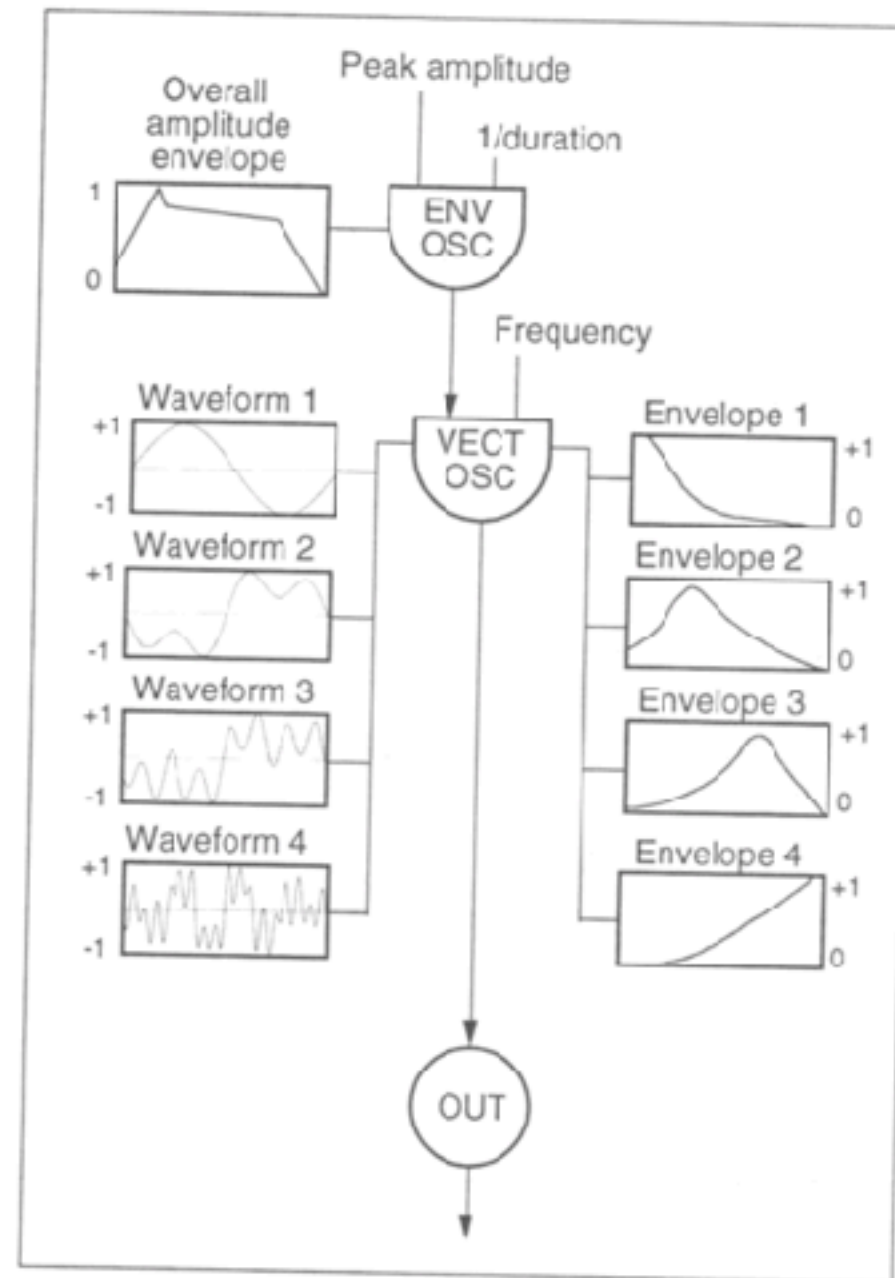 Peak amplitude
Overall
amplitude
envelope
1/duration
1
0
ENV
OSC
Frequency
Waveform 1
+1
-1
VECT
OSC
Envelope 1
+1
0
Waveform 2
+1
-1
Envelope 2
+1
0
Waveform 3
+1
-1
Envelope 3
+1
0
Waveform 4
+1
-1
Envelope 4
+1
0
OUT